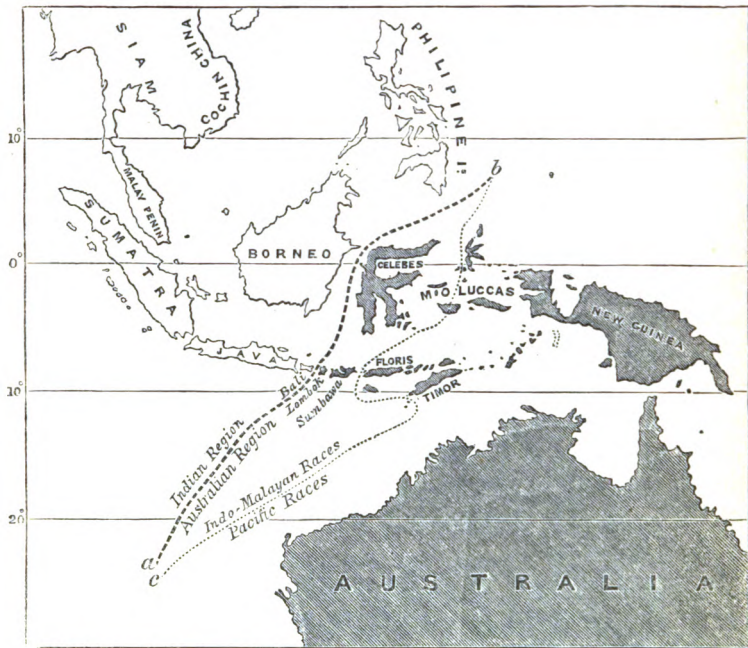 SIAM
COCHIN CHINA
PHILIPINE Is
10°
MALAY PENIN
b
SUMATRA
BORNEO
CELEBES
0°
MOLUCCAS
NEW GUINEA
JAVA
FLORIS
Bali
Lombok
Sumbawa
TIMOR
10°
Indian Region
Australian Region
Indo-Malayan Races
Pacific Races
20°
a
c
AUSTRALIA